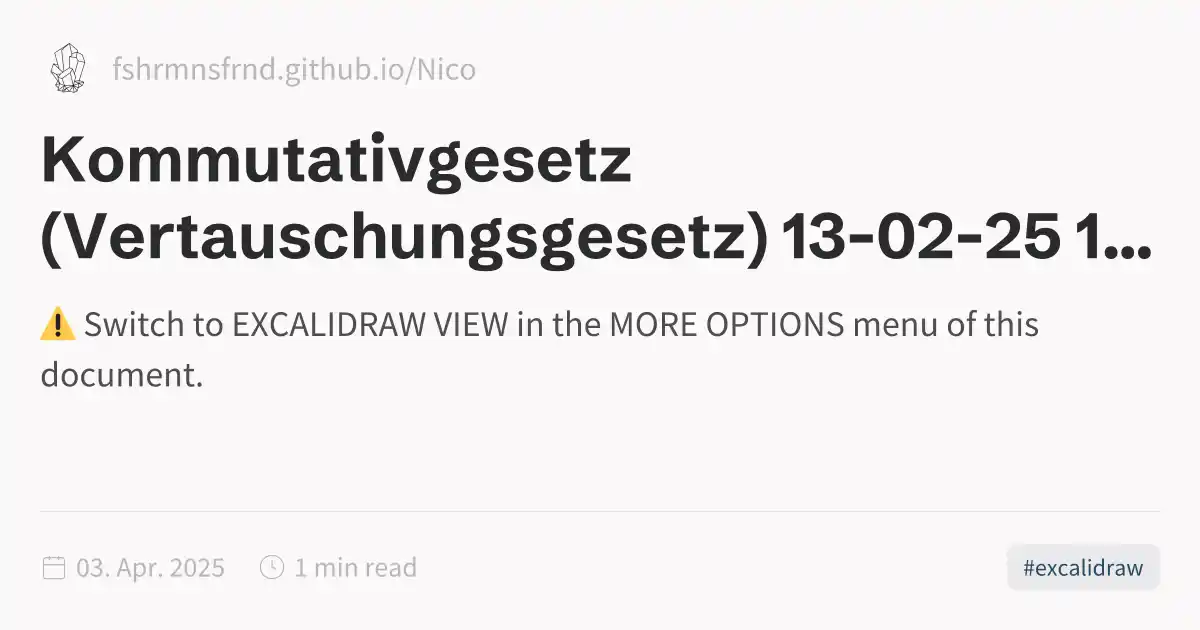 fshrmnsfrnd.github.io/Nico
Kommutativgesetz
(Vertauschungsgesetz) 13-02-25 1...
⚠️ Switch to EXCALIDRAW VIEW in the MORE OPTIONS menu of this
document.
03. Apr. 2025 1 min read
#excalidraw